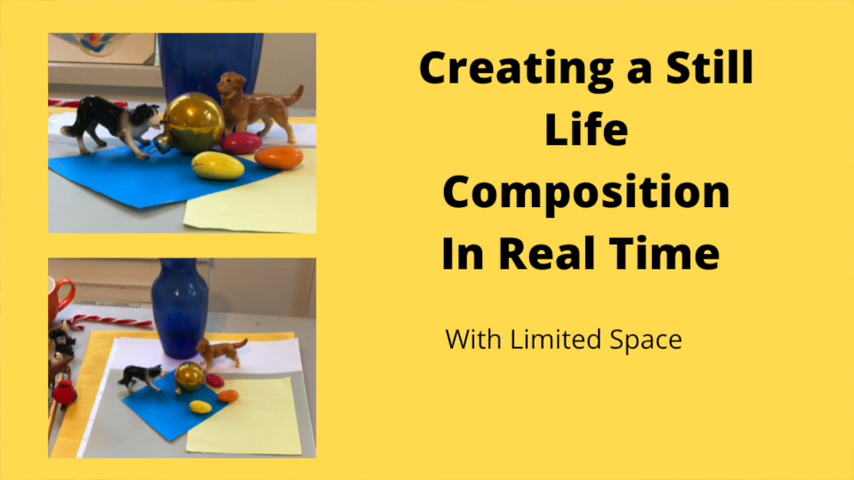 Creating a Still
Life
Composition
In Real Time
With Limited Space